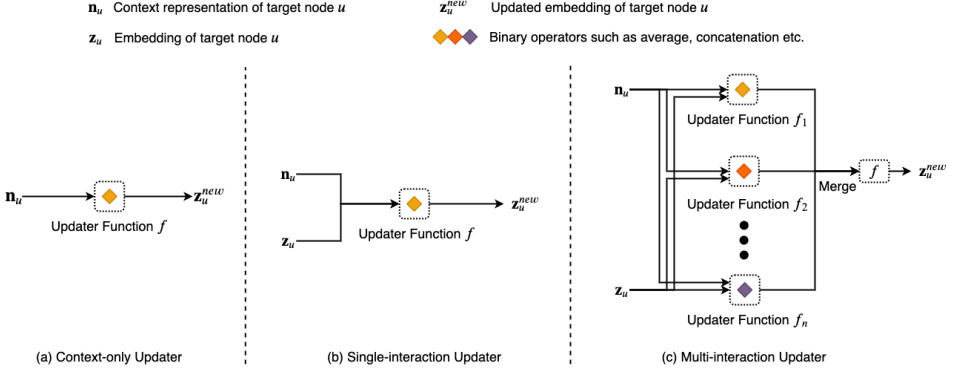 n_u Context representation of target node u
z_u^{new} Updated embedding of target node u
z_u Embedding of target node u
Binary operators such as average, concatenation etc.
n_u
z_u^{new}
Updater Function f
(a) Context-only Updater
n_u
z_u
z_u^{new}
Updater Function f
(b) Single-interaction Updater
n_u
Updater Function f_1
Updater Function f_2
z_u
Updater Function f_n
Merge
f
z_u^{new}
(c) Multi-interaction Updater